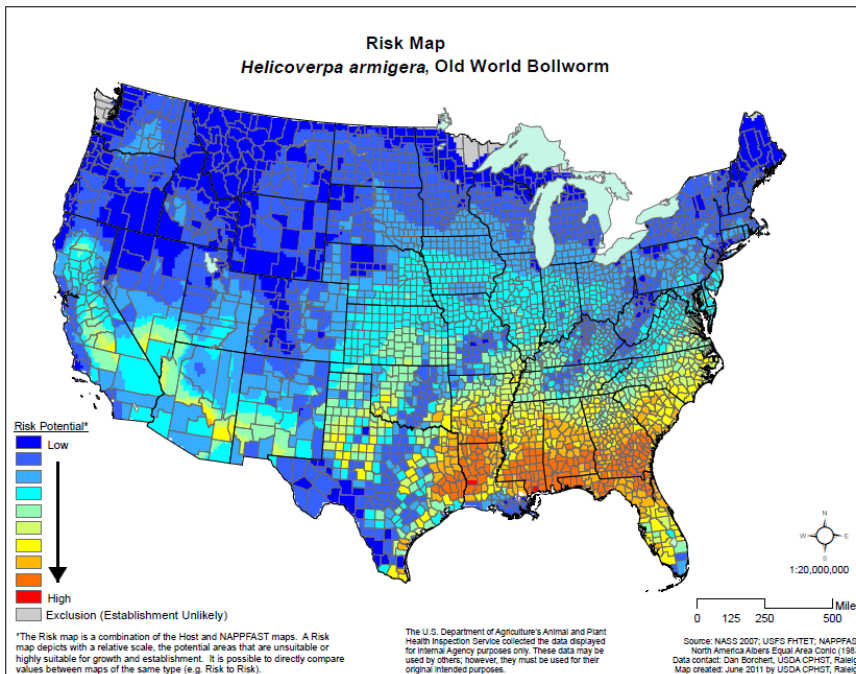 Risk Map
Helicoverpa armigera, Old World Bollworm
Risk Potential*
Low
High
Exclusion (Establishment Unlikely)
N
W E
S
1:20,000,000
Mile
0 125 250 500
*The Risk map is a combination of the Host and NAPPFAST maps. A Risk
map depicts with a relative scale, the potential areas that are unsuitable or
highly suitable for growth and establishment. It is possible to directly compare
values between maps of the same type (e.g. Risk to Risk).
The U.S. Department of Agriculture's Animal and Plant
Health Inspection Service collected the data displayed
for internal Agency purposes only. These data may be
used by others; however, they must be used for their
original intended purposes.
Source: NASS 2007; USFS FHTET; NAPPFAS
North America Albers Equal Area Conic (198
Data contact: Dan Borchert, USDA CPHST, Raleig
Map created: June 2011 by USDA CPHST, Raleig